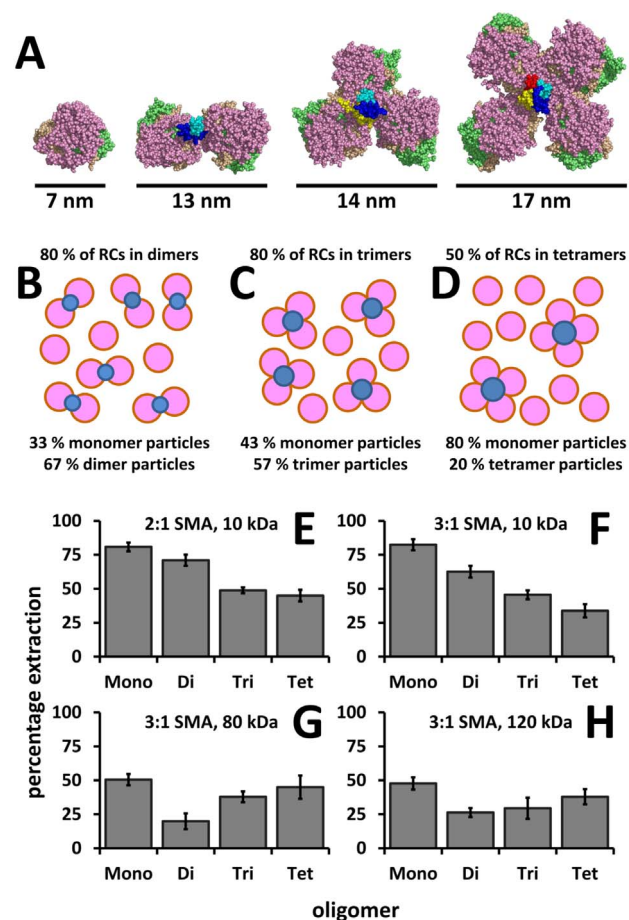 A
7 nm
13 nm
14 nm
17 nm
80 % of RCs in dimers
80 % of RCs in trimers
50 % of RCs in tetramers
B
C
D
33 % monomer particles
67 % dimer particles
43 % monomer particles
57 % trimer particles
80 % monomer particles
20 % tetramer particles
percentage extraction
100
75
50
25
0
2:1 SMA, 10 kDa
E
Mono
Di
Tri
Tet
100
75
50
25
0
3:1 SMA, 10 kDa
F
Mono
Di
Tri
Tet
100
75
50
25
0
3:1 SMA, 80 kDa
G
Mono
Di
Tri
Tet
100
75
50
25
0
3:1 SMA, 120 kDa
H
Mono
Di
Tri
Tet
oligomer